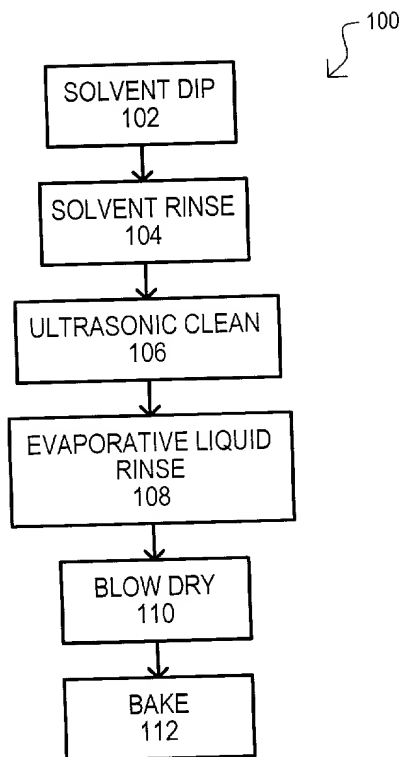 100
SOLVENT DIP
102
SOLVENT RINSE
104
ULTRASONIC CLEAN
106
EVAPORATIVE LIQUID
RINSE
108
BLOW DRY
110
BAKE
112